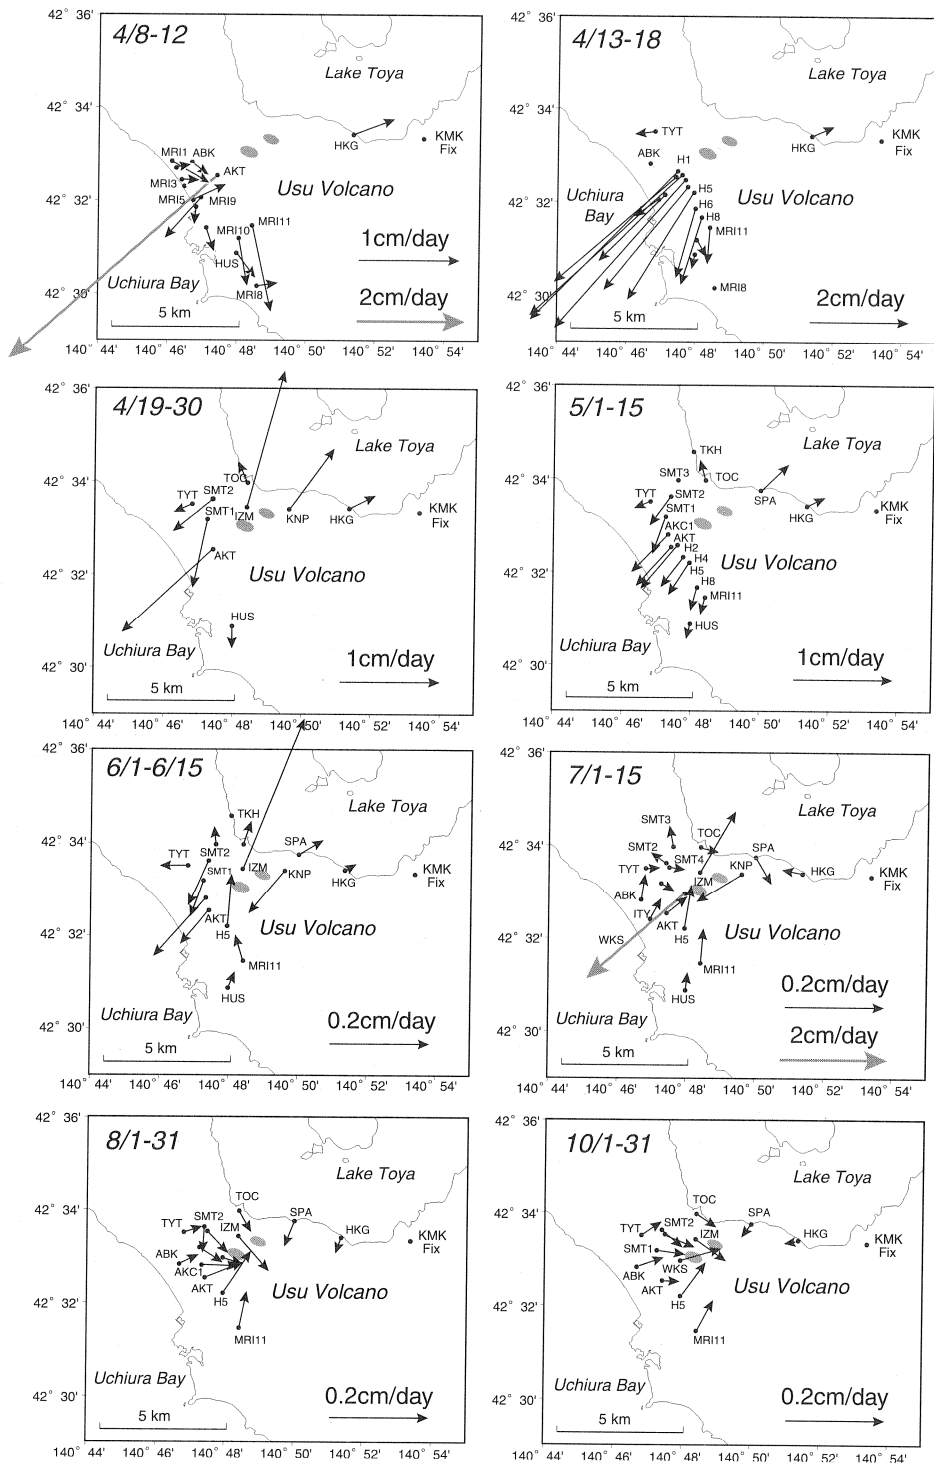 42° 36'
4/8-12
Lake Toya
42° 34'
KMK
Fix
HKG
MRI1
ABK
AKT
MRI3
Usu Volcano
42° 32'
MRI5
MRI9
MRI10
MRI11
1cm/day
HUS
Uchiura Bay
MRI8
2cm/day
42° 30'
5 km
140° 44' 140° 46' 140° 48' 140° 50' 140° 52' 140° 54'
42° 36'
4/13-18
Lake Toya
42° 34'
TYT
KMK
Fix
HKG
ABK
H1
Uchiura
Bay
H5
Usu Volcano
42° 32'
H6
H8
MRI11
MRI8
2cm/day
42° 30'
5 km
140° 44' 140° 46' 140° 48' 140° 50' 140° 52' 140° 54'
42° 36'
4/19-30
Lake Toya
TOC
42° 34'
TYT
SMT2
SMT1
IZM
KNP
HKG
KMK
Fix
AKT
Usu Volcano
42° 32'
HUS
Uchiura Bay
1cm/day
42° 30'
5 km
140° 44' 140° 46' 140° 48' 140° 50' 140° 52' 140° 54'
42° 36'
5/1-15
Lake Toya
TKH
SMT3
TOC
42° 34'
TYT
SMT2
SPA
SMT1
HKG
KMK
Fix
AKC1
AKT
H2
H4
H5
Usu Volcano
42° 32'
H8
MRI11
HUS
Uchiura Bay
1cm/day
42° 30'
5 km
140° 44' 140° 46' 140° 48' 140° 50' 140° 52' 140° 54'
42° 36'
6/1-6/15
Lake Toya
TKH
SPA
42° 34'
TYT
SMT2
SMT1
IZM
KNP
HKG
KMK
Fix
AKT
H5
Usu Volcano
42° 32'
MRI11
HUS
Uchiura Bay
0.2cm/day
42° 30'
5 km
140° 44' 140° 46' 140° 48' 140° 50' 140° 52' 140° 54'
42° 36'
7/1-15
Lake Toya
SMT3
TOC
42° 34'
SMT2
SMT4
SPA
TYT
IZM
KNP
HKG
KMK
Fix
ABK
ITY
WKS
AKT
H5
Usu Volcano
42° 32'
MRI11
HUS
0.2cm/day
Uchiura Bay
42° 30'
2cm/day
5 km
140° 44' 140° 46' 140° 48' 140° 50' 140° 52' 140° 54'
42° 36'
8/1-31
Lake Toya
TOC
42° 34'
TYT
SMT2
IZM
SPA
HKG
KMK
Fix
ABK
AKC1
AKT
H5
Usu Volcano
42° 32'
MRI11
Uchiura Bay
0.2cm/day
42° 30'
5 km
140° 44' 140° 46' 140° 48' 140° 50' 140° 52' 140° 54'
42° 36'
10/1-31
Lake Toya
TOC
42° 34'
TYT
SMT2
IZM
SPA
HKG
KMK
Fix
SMT1
WKS
ABK
AKT
H5
Usu Volcano
42° 32'
MRI11
Uchiura Bay
0.2cm/day
42° 30'
5 km
140° 44' 140° 46' 140° 48' 140° 50' 140° 52' 140° 54'